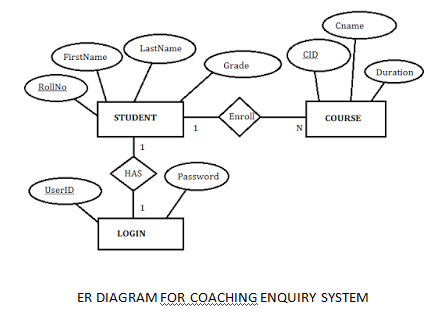 Cname
LastName
FirstName
CID
Grade
Duration
RollNo
STUDENT
1
Enroll
N
COURSE
1
HAS
Password
UserID
1
LOGIN
ER DIAGRAM FOR COACHING ENQUIRY SYSTEM